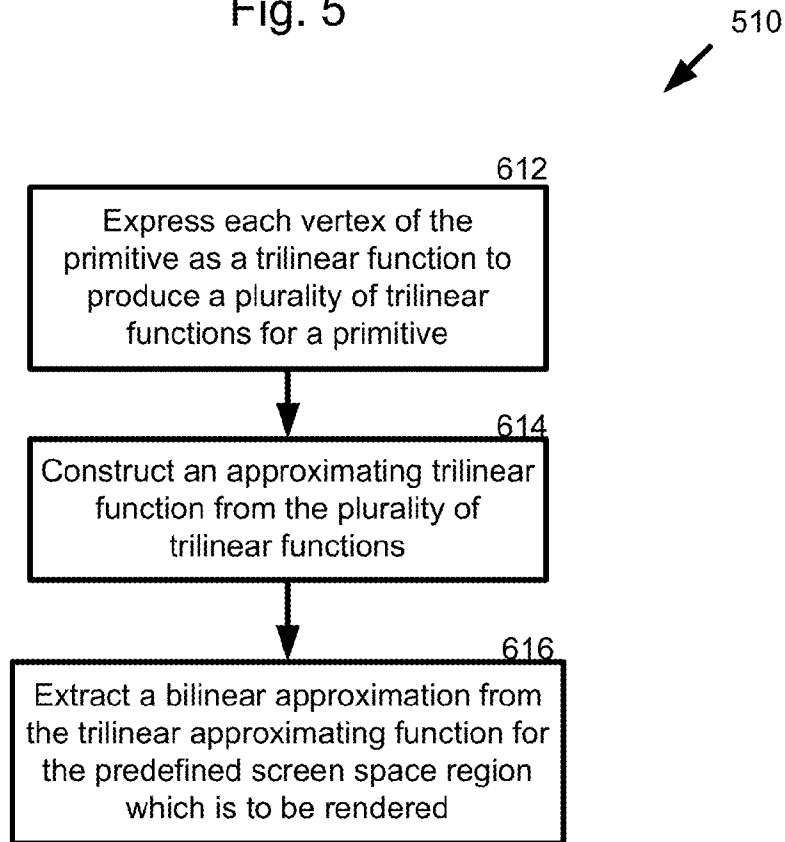 Fig. 5
510
612
Express each vertex of the
primitive as a trilinear function to
produce a plurality of trilinear
functions for a primitive
614
Construct an approximating trilinear
function from the plurality of
trilinear functions
616
Extract a bilinear approximation from
the trilinear approximating function for
the predefined screen space region
which is to be rendered